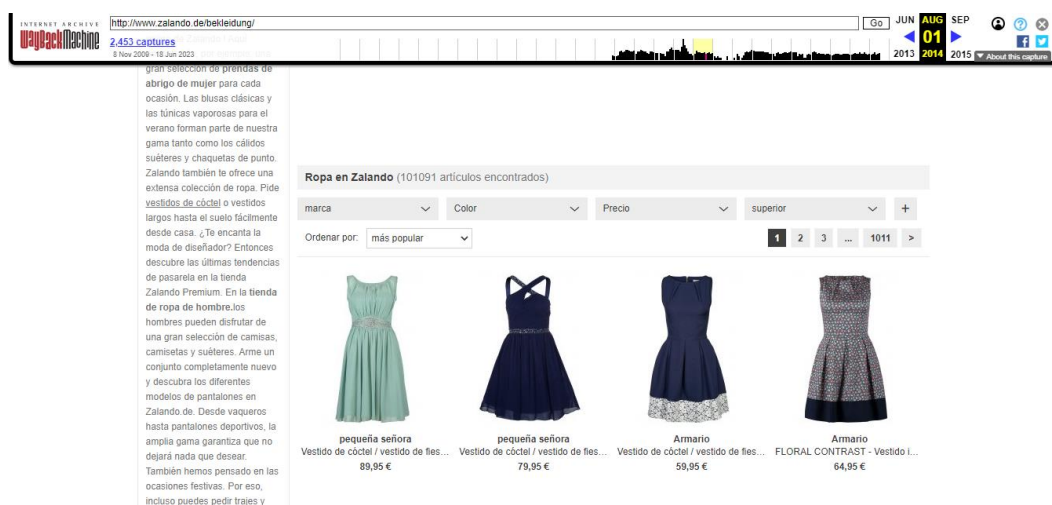 INTERNET ARCHIVE
WayBackMachine
http://www.zalando.de/bekleidung/
Go
JUN AUG SEP
2,453 captures
01
8 Nov 2009 - 18 Jun 2023
2013 2014 2015
About this capture
gran selección de prendas de
abrigo de mujer para cada
ocasión. Las blusas clásicas y
las túnicas vaporosas para el
verano forman parte de nuestra
gama tanto como los cálidos
suéteres y chaquetas de punto.
Zalando también te ofrece una
extensa colección de ropa. Pide
vestidos de cóctel o vestidos
largos hasta el suelo fácilmente
desde casa. ¿Te encanta la
moda de diseñador? Entonces
descubre las últimas tendencias
de pasarela en la tienda
Zalando Premium. En la tienda
de ropa de hombre.los
hombres pueden disfrutar de
una gran selección de camisas,
camisetas y suéteres. Arme un
conjunto completamente nuevo
y descubra los diferentes
modelos de pantalones en
Zalando.de. Desde vaqueros
hasta pantalones deportivos, la
amplia gama garantiza que no
dejará nada que desear.
También hemos pensado en las
ocasiones festivas. Por eso,
incluso puedes pedir trajes y
Ropa en Zalando (101091 artículos encontrados)
marca Color Precio superior +
Ordenar por: más popular
1 2 3 ... 1011 >
pequeña señora
Vestido de cóctel / vestido de fies...
89,95 €
pequeña señora
Vestido de cóctel / vestido de fies...
79,95 €
Armario
Vestido de cóctel / vestido de fies...
59,95 €
Armario
FLORAL CONTRAST - Vestido i...
64,95 €